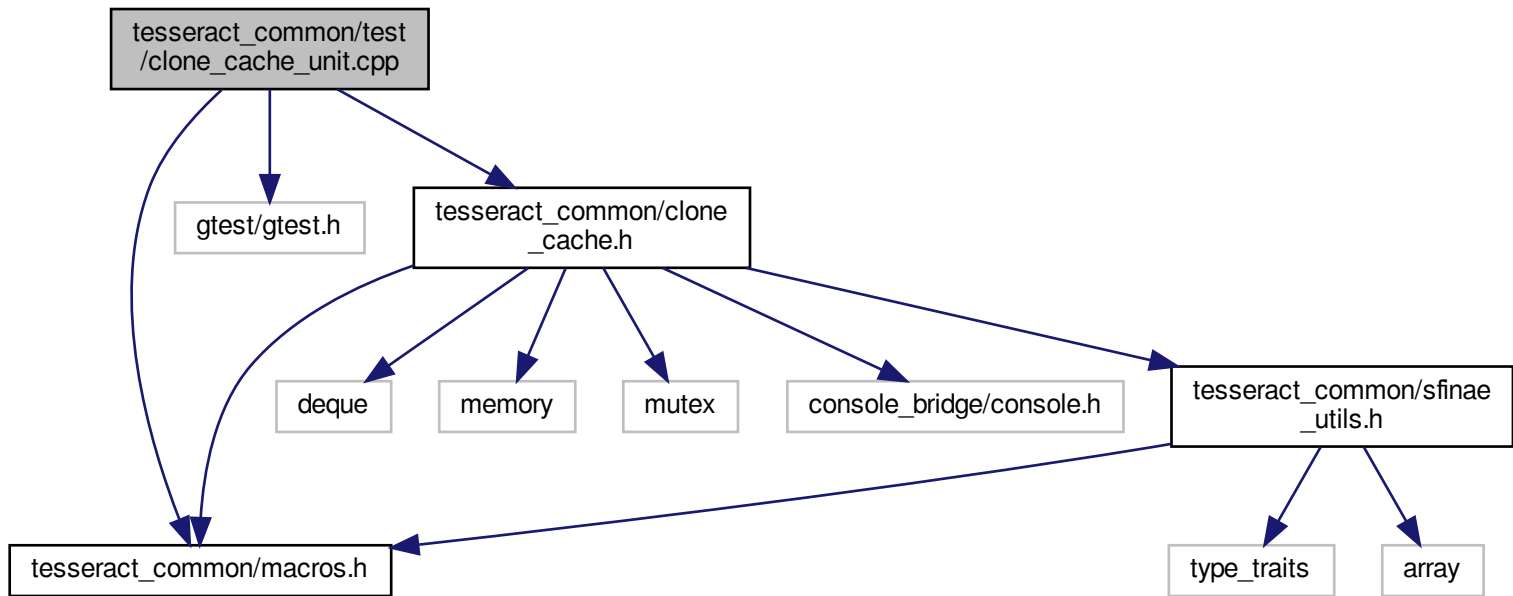 tesseract_common/test
/clone_cache_unit.cpp
gtest/gtest.h
tesseract_common/clone
_cache.h
deque
memory
mutex
console_bridge/console.h
tesseract_common/sfinae
_utils.h
tesseract_common/macros.h
type_traits
array